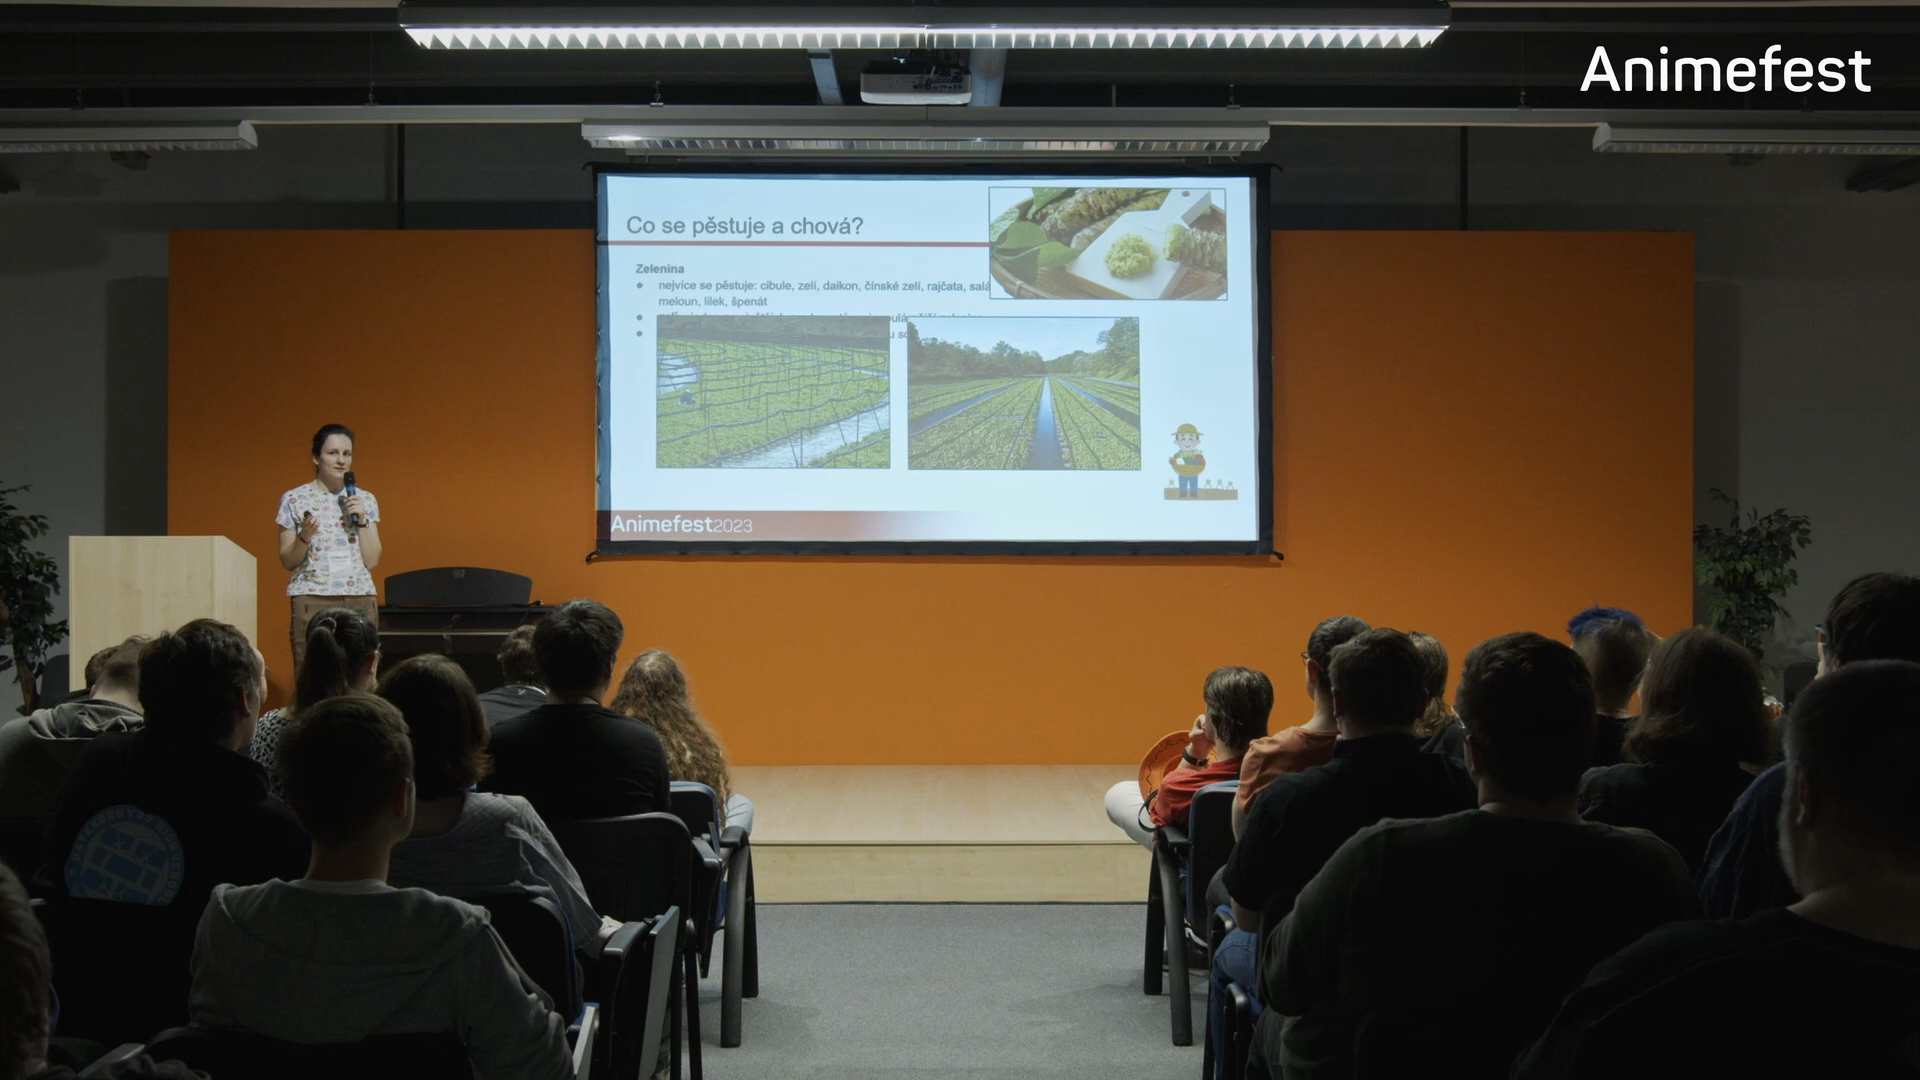 Animefest
Co se pěstuje a chová?
Zelenina
nejvíce se pěstuje: cibule, zelí, daikon, čínské zelí, rajčata,
meloun, lilek, špenát
Animefest2023